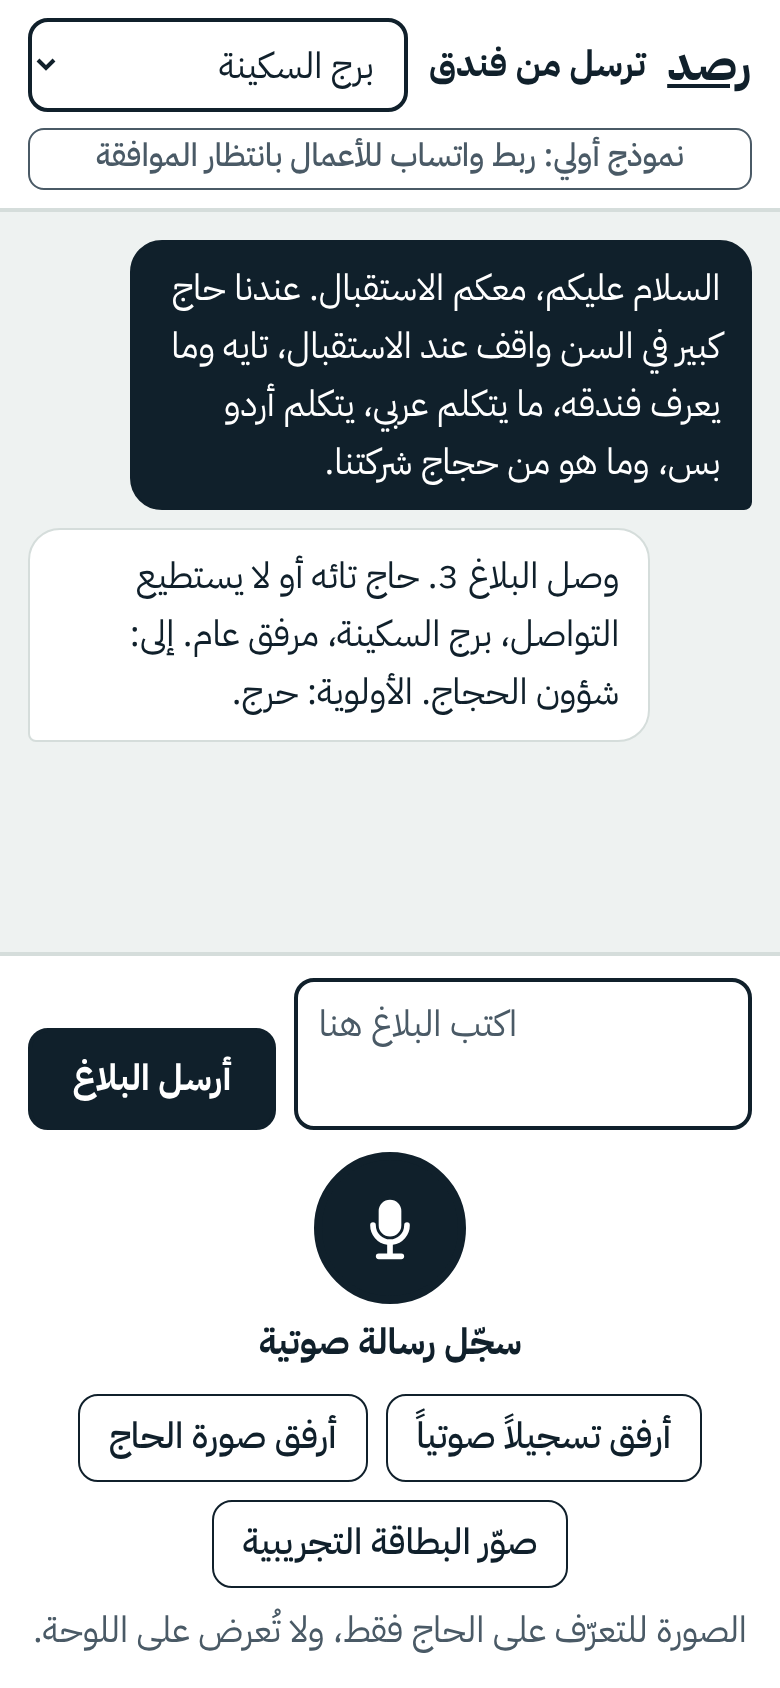 رصد
ترسل من فندق
برج السكينة
نموذج أولي: ربط واتساب للأعمال بانتظار الموافقة
السلام عليكم، معكم الاستقبال. عندنا حاج
كبير في السن واقف عند الاستقبال، تايه وما
يعرف فندقه، ما يتكلم عربي، يتكلم أردو
بس، وما هو من حجاج شركتنا.
وصل البلاغ 3. حاج تائه أو لا يستطيع
التواصل، برج السكينة، مرفق عام. إلى:
شؤون الحجاج. الأولوية: حرج.
اكتب البلاغ هنا
أرسل البلاغ
سجّل رسالة صوتية
أرفق تسجيلاً صوتياً
أرفق صورة الحاج
صوّر البطاقة التجريبية
الصورة للتعرّف على الحاج فقط، ولا تُعرض على اللوحة.